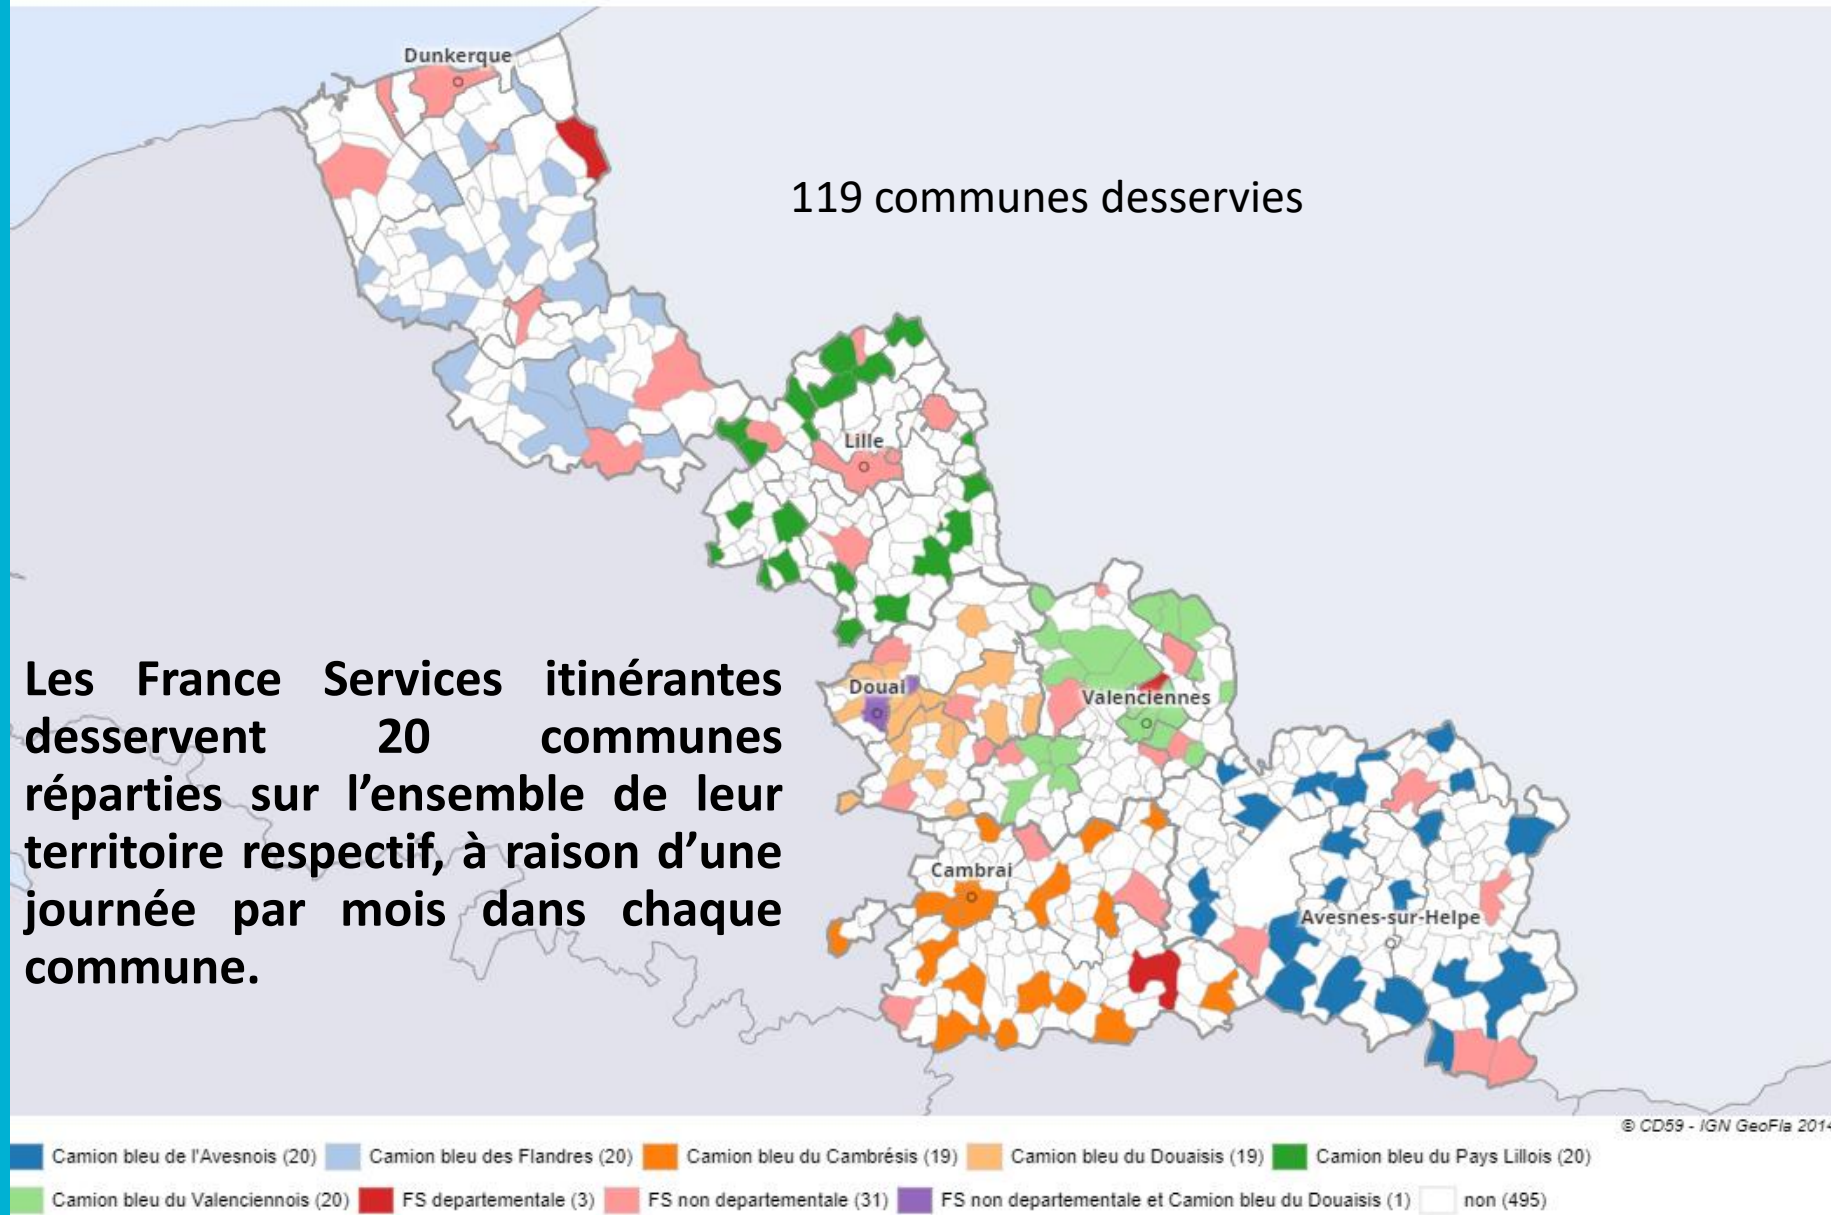 Dunkerque
119 communes desservies
Lille
Les France Services itinérantes
desservent 20 communes
réparties sur l’ensemble de leur
territoire respectif, à raison d’une
journée par mois dans chaque
commune.
Douai
Valenciennes
Cambrai
Avesnes-sur-Helpe
© CD59 - IGN GeoFla 2014
Camion bleu de l'Avesnois (20) Camion bleu des Flandres (20) Camion bleu du Cambrésis (19) Camion bleu du Douaisis (19) Camion bleu du Pays Lillois (20)
Camion bleu du Valenciennois (20) FS departementale (3) FS non departementale (31) FS non departementale et Camion bleu du Douaisis (1) non (495)